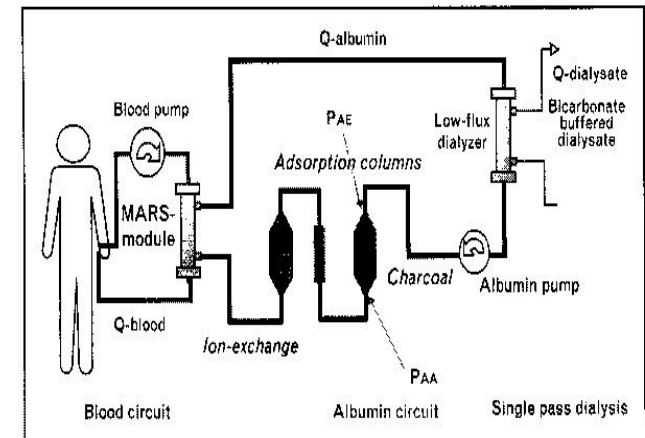 Q-albumin
Q-dialysate
Blood pump
PAE
Low-flux
dialyzer
Bicarbonate
buffered
dialysate
Adsorption columns
MARS-
module
Charcoal
Albumin pump
Q-blood
Ion-exchange
PAA
Blood circuit
Albumin circuit
Single pass dialysis